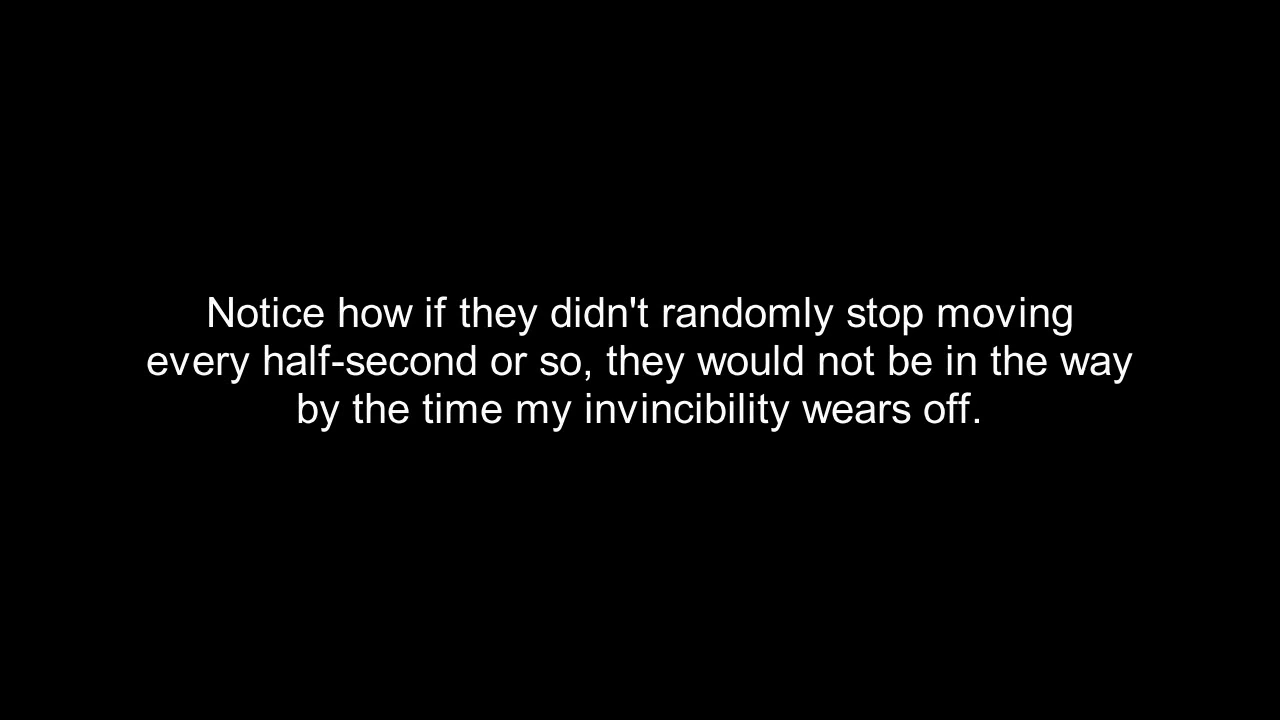 Notice how if they didn't randomly stop moving
every half-second or so, they would not be in the way
by the time my invincibility wears off.